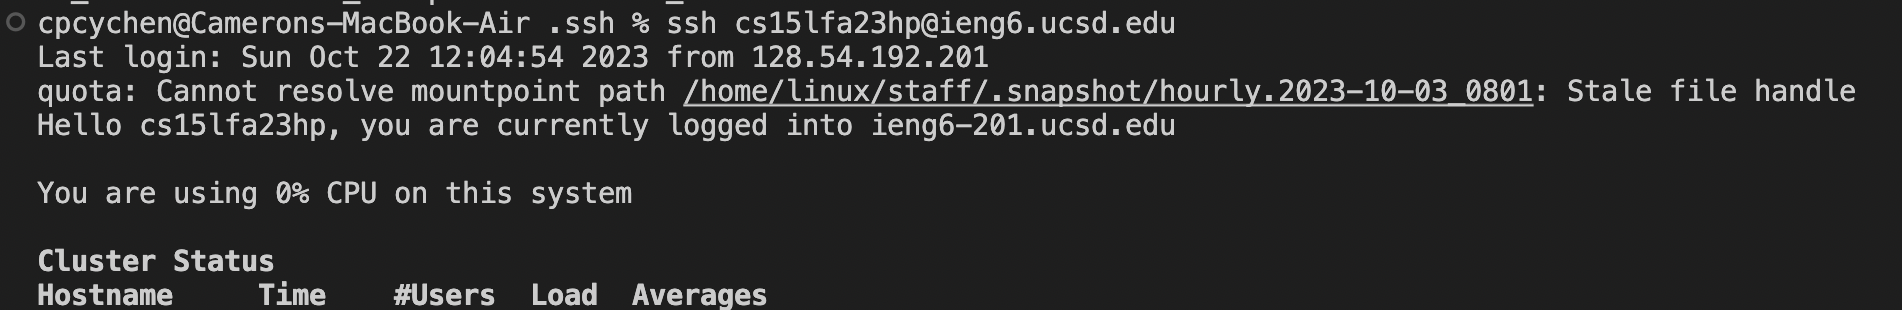 cpcychen@Camerons-MacBook-Air .ssh % ssh cs15lfa23hp@ieng6.ucsd.edu
Last login: Sun Oct 22 12:04:54 2023 from 128.54.192.201
quota: Cannot resolve mountpoint path /home/linux/staff/.snapshot/hourly.2023-10-03_0801: Stale file handle
Hello cs15lfa23hp, you are currently logged into ieng6-201.ucsd.edu
You are using 0% CPU on this system
Cluster Status
Hostname     Time    #Users  Load  Averages